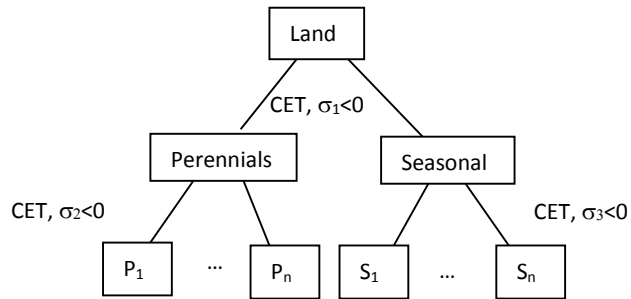 Land
CET, σ₁<0
Perennials
Seasonal
CET, σ₂<0
CET, σ₃<0
P₁ ... Pₙ S₁ ... Sₙ